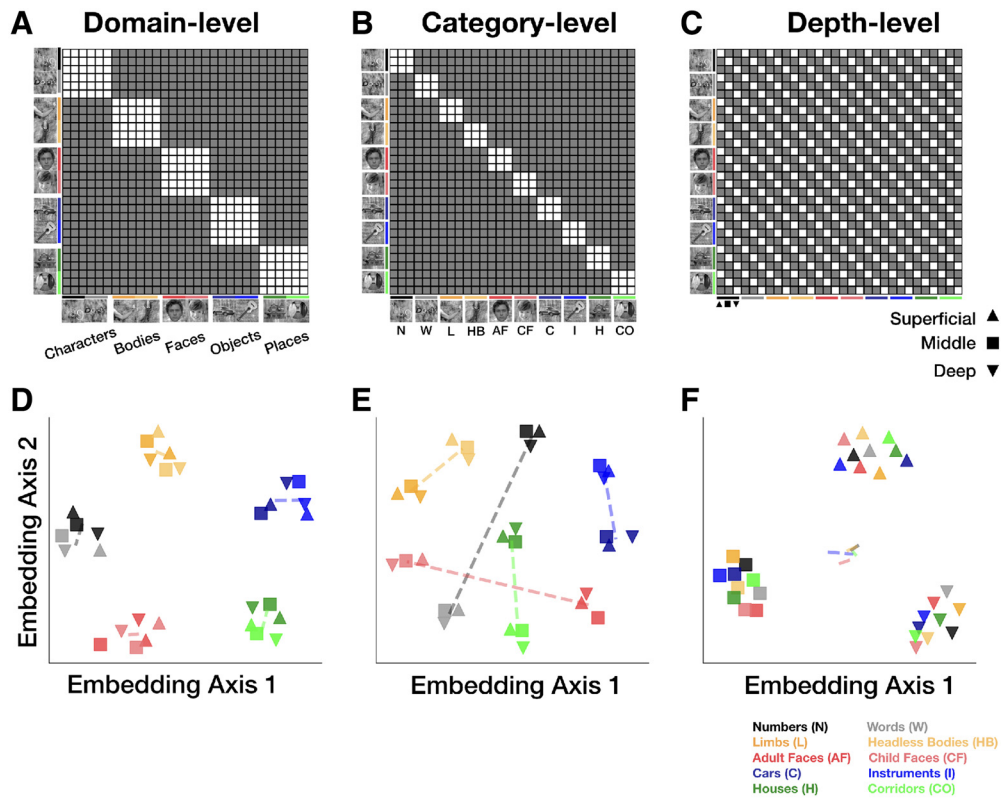 A Domain-level
B Category-level
C Depth-level
Characters Bodies Faces Objects Places
N W L HB AF CF C I H CO
Superficial ▲
Middle ■
Deep ▼
D
E
F
Embedding Axis 2
Embedding Axis 1
Embedding Axis 1
Embedding Axis 1
Numbers (N) Words (W)
Limbs (L) Headless Bodies (HB)
Adult Faces (AF) Child Faces (CF)
Cars (C) Instruments (I)
Houses (H) Corridors (CO)